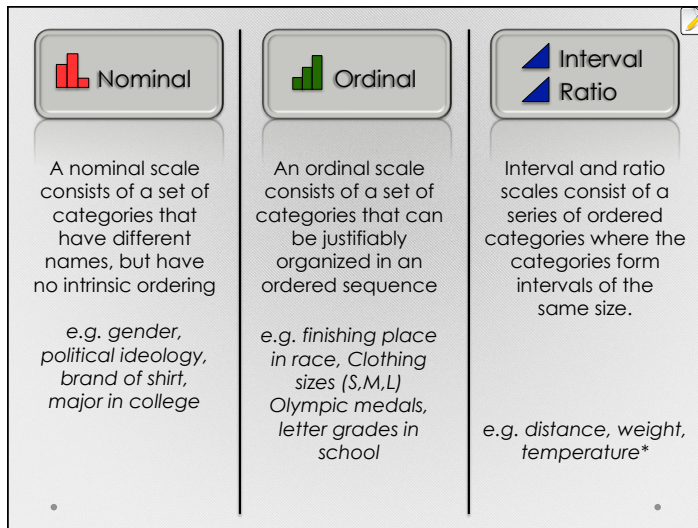 Nominal
A nominal scale
consists of a set of
categories that
have different
names, but have
no intrinsic ordering
e.g. gender,
political ideology,
brand of shirt,
major in college
Ordinal
An ordinal scale
consists of a set of
categories that can
be justifiably
organized in an
ordered sequence
e.g. finishing place
in race, Clothing
sizes (S,M,L)
Olympic medals,
letter grades in
school
Interval
Ratio
Interval and ratio
scales consist of a
series of ordered
categories where the
categories form
intervals of the
same size.
e.g. distance, weight,
temperature*